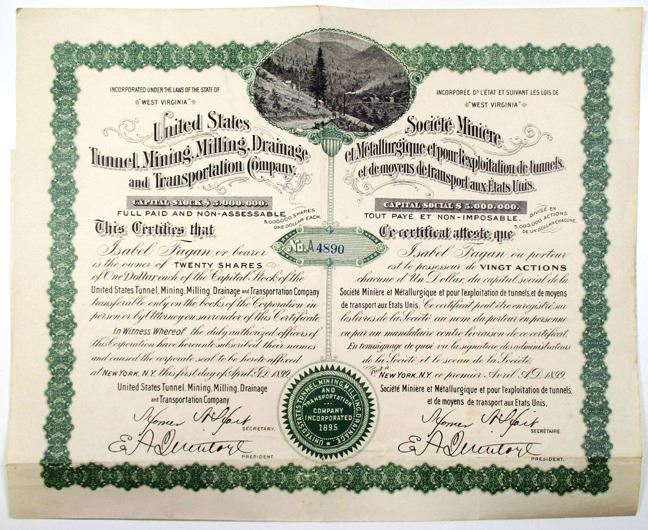 INCORPORATED UNDER THE LAWS OF THE STATE OF
"WEST VIRGINIA"
United States
Tunnel, Mining, Milling, Drainage
and Transportation Company.
CAPITAL STOCK $5.000.000.
FULL PAID AND NON-ASSESSABLE
5,000,000 SHARES
ONE DOLLAR EACH.
This Certifies that
Isabel Fagan or bearer
is the owner of TWENTY SHARES
of One Dollar each of the Capital Stock of the
United States Tunnel, Mining, Milling, Drainage and Transportation Company
transferable only on the books of the Corporation in
person or by Attorney on surrender of this Certificate
In Witness Whereof the duly authorized officers of
this Corporation have hereunto subscribed their names
and caused the corporate seal to be hereto affixed
at NEW YORK, N.Y. this first day of April A.D. 1899.
United States Tunnel, Mining, Milling, Drainage
and Transportation Company
SECRETARY.
PRESIDENT.
No. A 4890
UNITED STATES TUNNEL, MINING, MILLING, DRAINAGE
AND
TRANSPORTATION
COMPANY
INCORPORATED
1895
INCORPORÉE DS L'ÉTAT ET SUIVANT LES LOIS DE
"WEST VIRGINIA"
Société Minière
et Métallurgique et pour l'exploitation de tunnels,
et de moyens de transport aux États Unis.
CAPITAL SOCIAL $5.000.000.
TOUT PAYÉ ET NON-IMPOSABLE.
DIVISÉ EN
5,000,000 ACTIONS
DE UN DOLLAR CHACUNE.
Ce certificat atteste, que
Isabel Fagan ou porteur
est le possesseur de VINGT ACTIONS
chacune d' Un Dollar, du capital social de la
Société Minière et Métallurgique et pour l'exploitation de tunnels, et de moyens
de transport aux Etats Unis. Ce certificat peut être enregistré sur
les livres de la Société au nom du porteur en personne
ou par un mandataire contre livraison de ce certificat.
En témoignage de quoi vu la signature des administrateurs
de la Société et le sceau de la Société.
NEW YORK, N.Y. ce premier Avril A.D. 1899.
Société Minière et Métallurgique et pour l'exploitation de tunnels,
et de moyens de transport aux Etats Unis.
SECRÉTAIRE.
PRESIDENT.